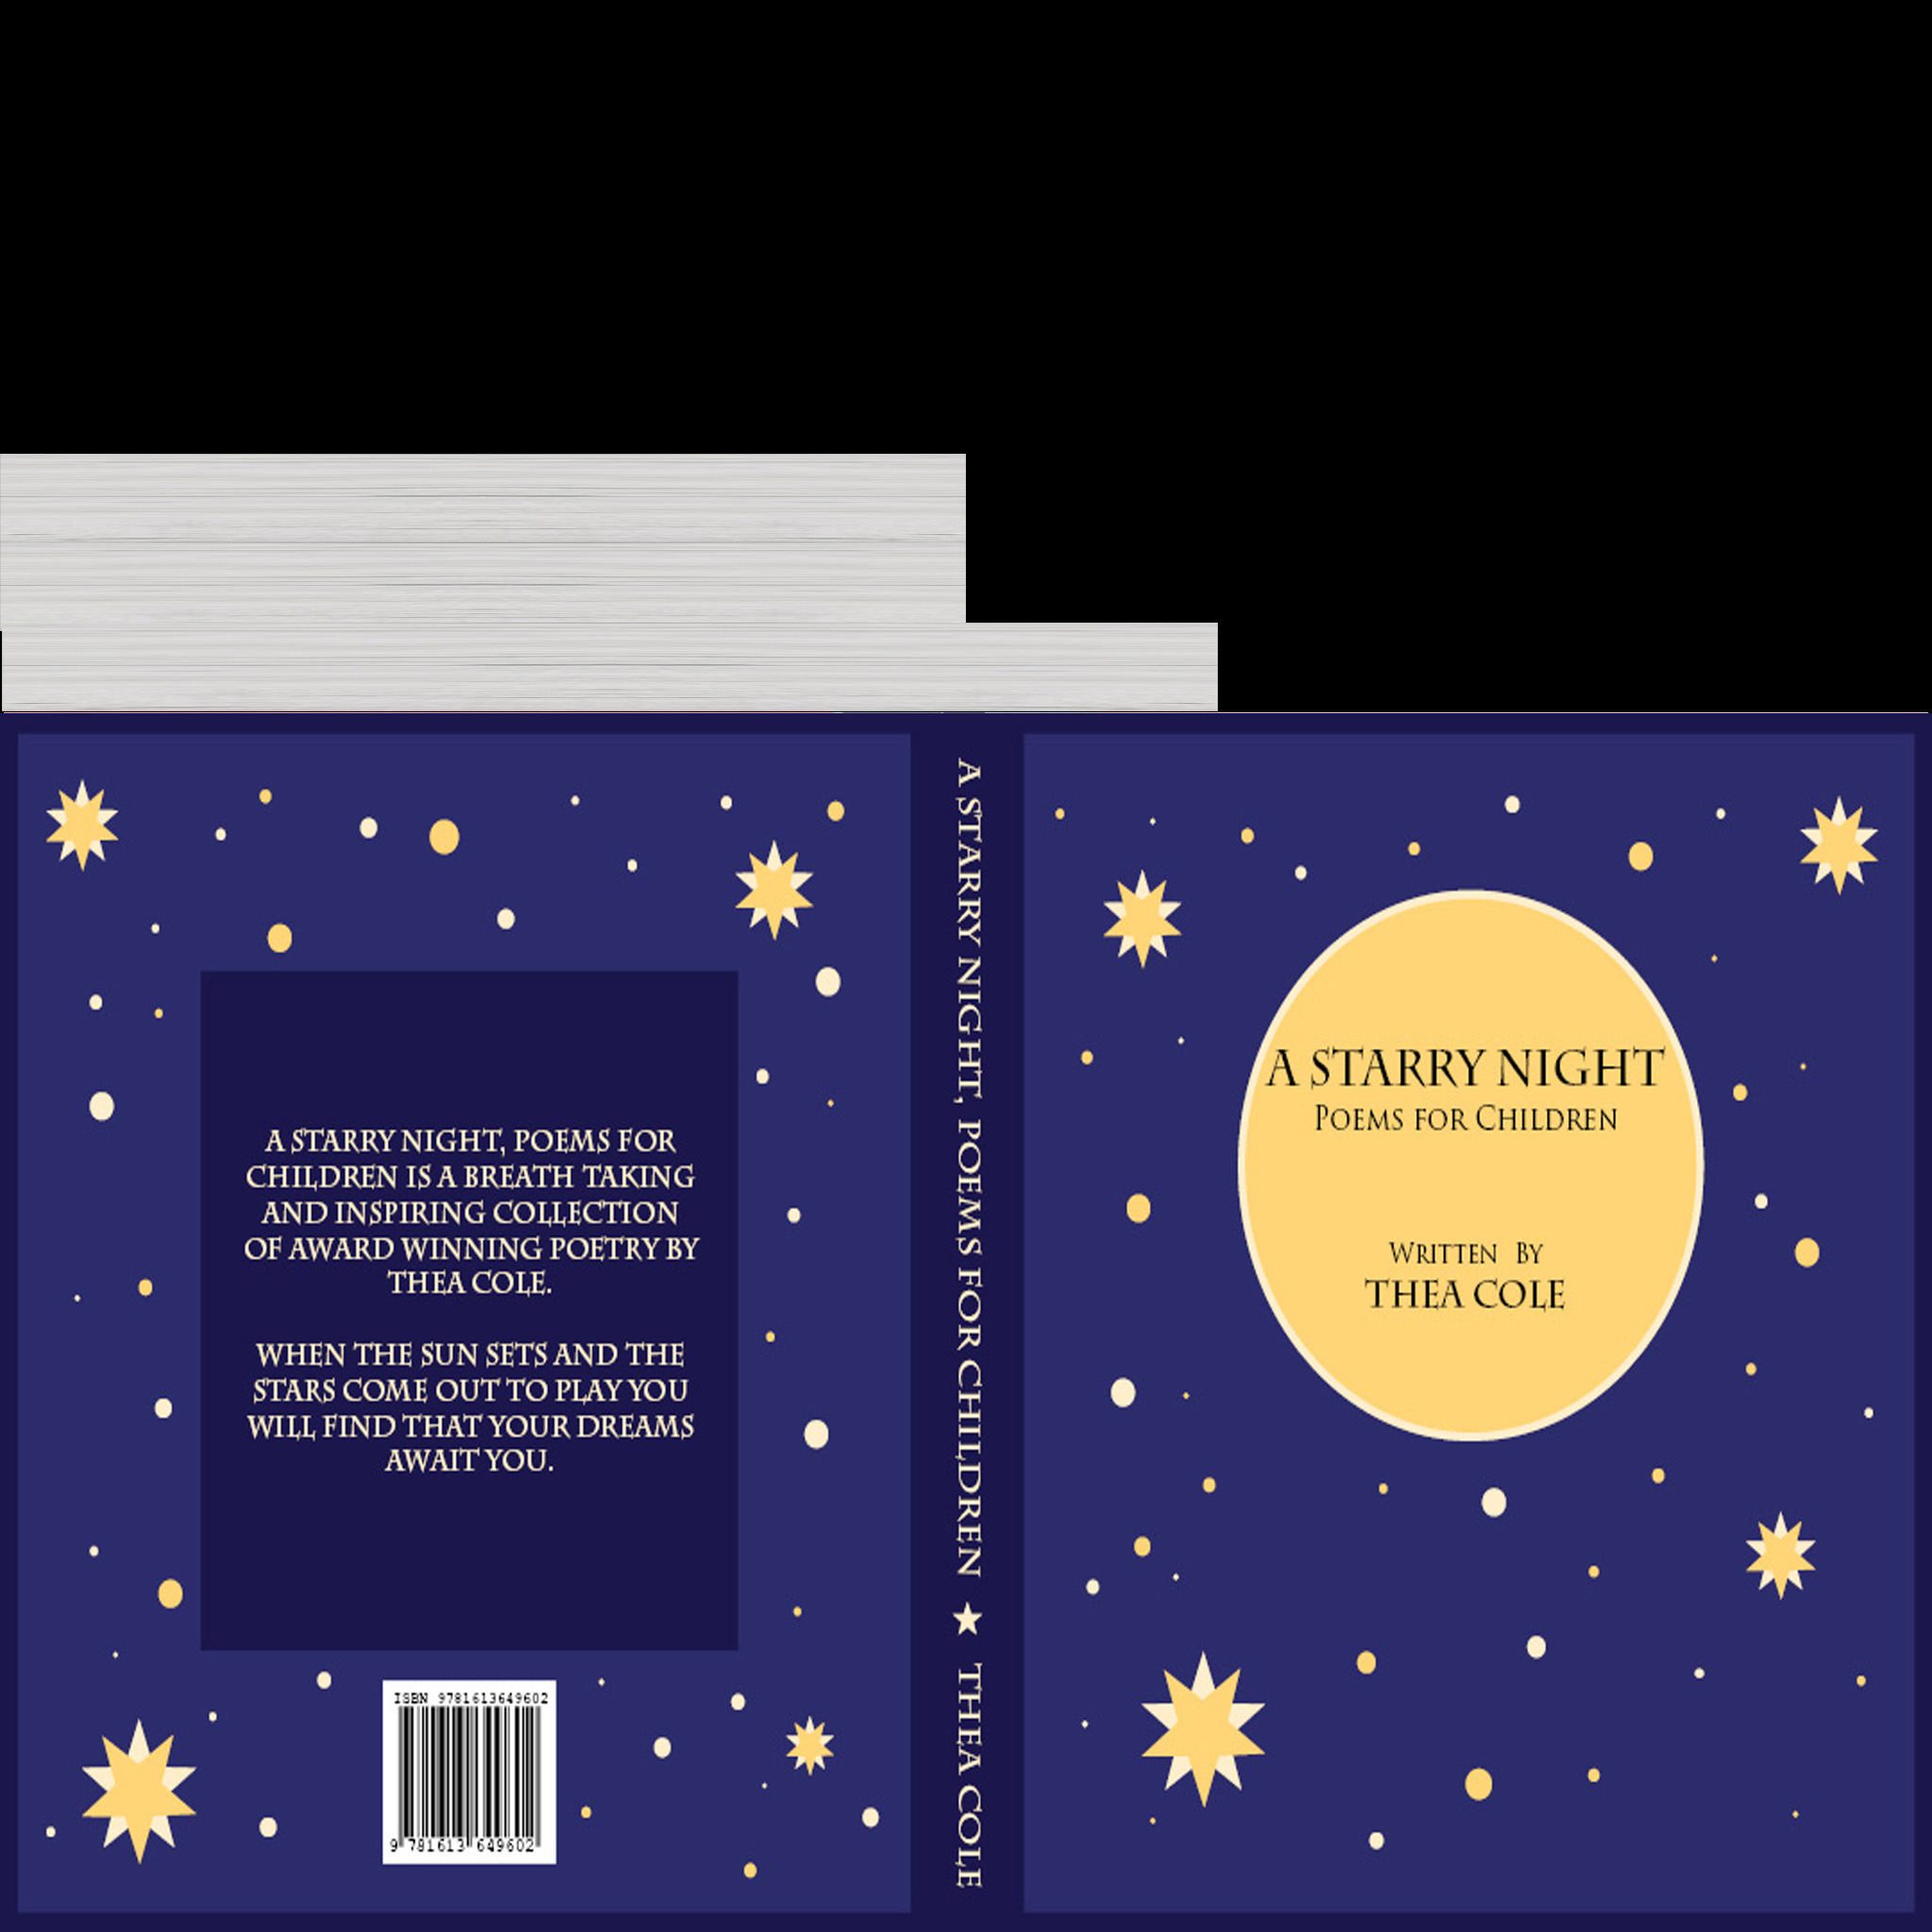 A STARRY NIGHT, POEMS FOR
CHILDREN IS A BREATH TAKING
AND INSPIRING COLLECTION
OF AWARD WINNING POETRY BY
THEA COLE.
WHEN THE SUN SETS AND THE
STARS COME OUT TO PLAY YOU
WILL FIND THAT YOUR DREAMS
AWAIT YOU.
ISBN 9781613649602
9 781613 649602
A STARRY NIGHT, POEMS FOR CHILDREN ★ THEA COLE
A STARRY NIGHT
POEMS FOR CHILDREN
WRITTEN BY
THEA COLE